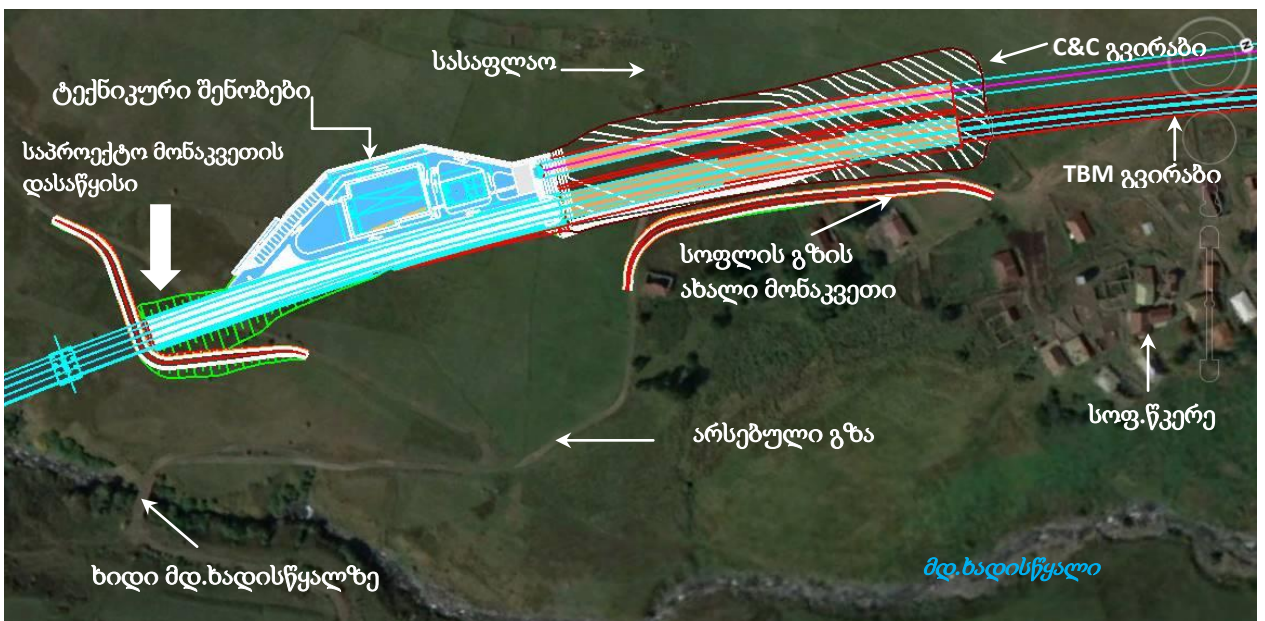 სასაფლაო
C&C გვირაბი
ტექნიკური შენობები
საპროექტო მონაკვეთის
დასაწყისი
TBM გვირაბი
სოფლის გზის
ახალი მონაკვეთი
სოფ.წკერე
არსებული გზა
ხიდი მდ.ხადისწყალზე
მდ.ხადისწყალი